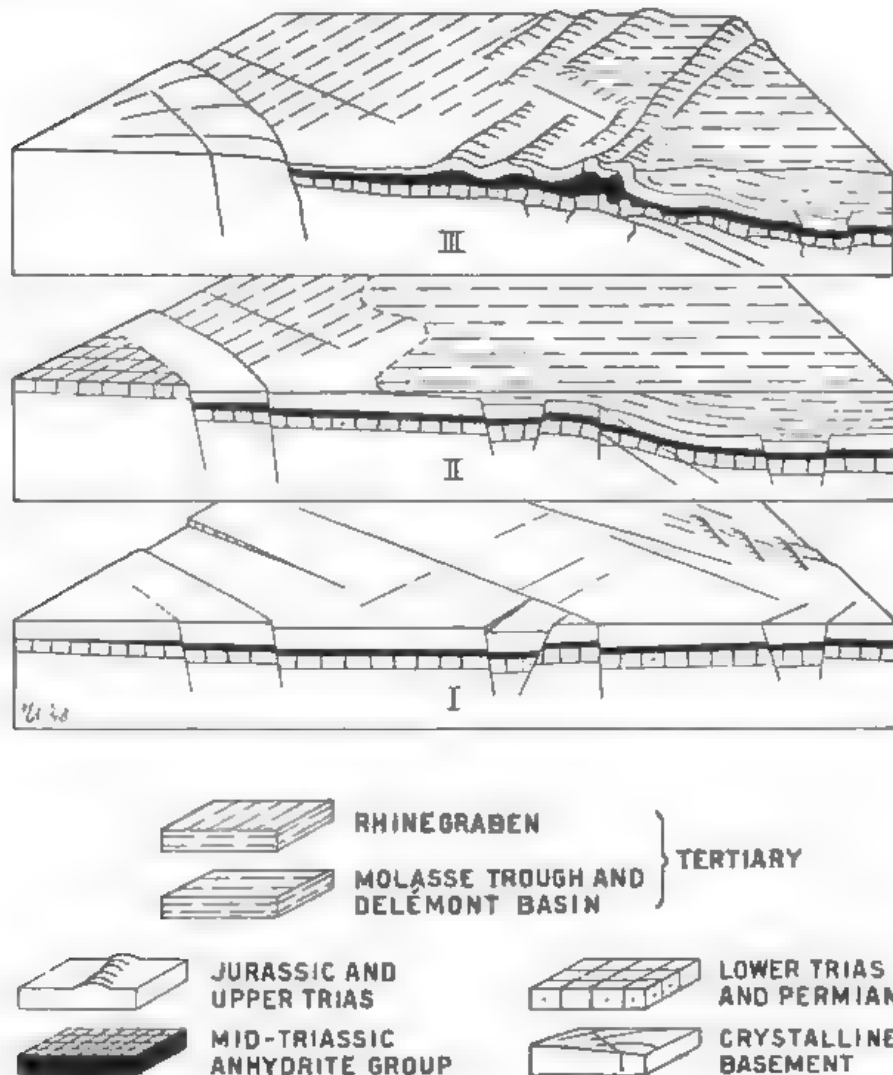 III
II
I
RHINEGRABEN
MOLASSE TROUGH AND
DELÉMONT BASIN
TERTIARY
JURASSIC AND
UPPER TRIAS
MID-TRIASSIC
ANHYDRITE GROUP
LOWER TRIAS
AND PERMIAN
CRYSTALLINE
BASEMENT